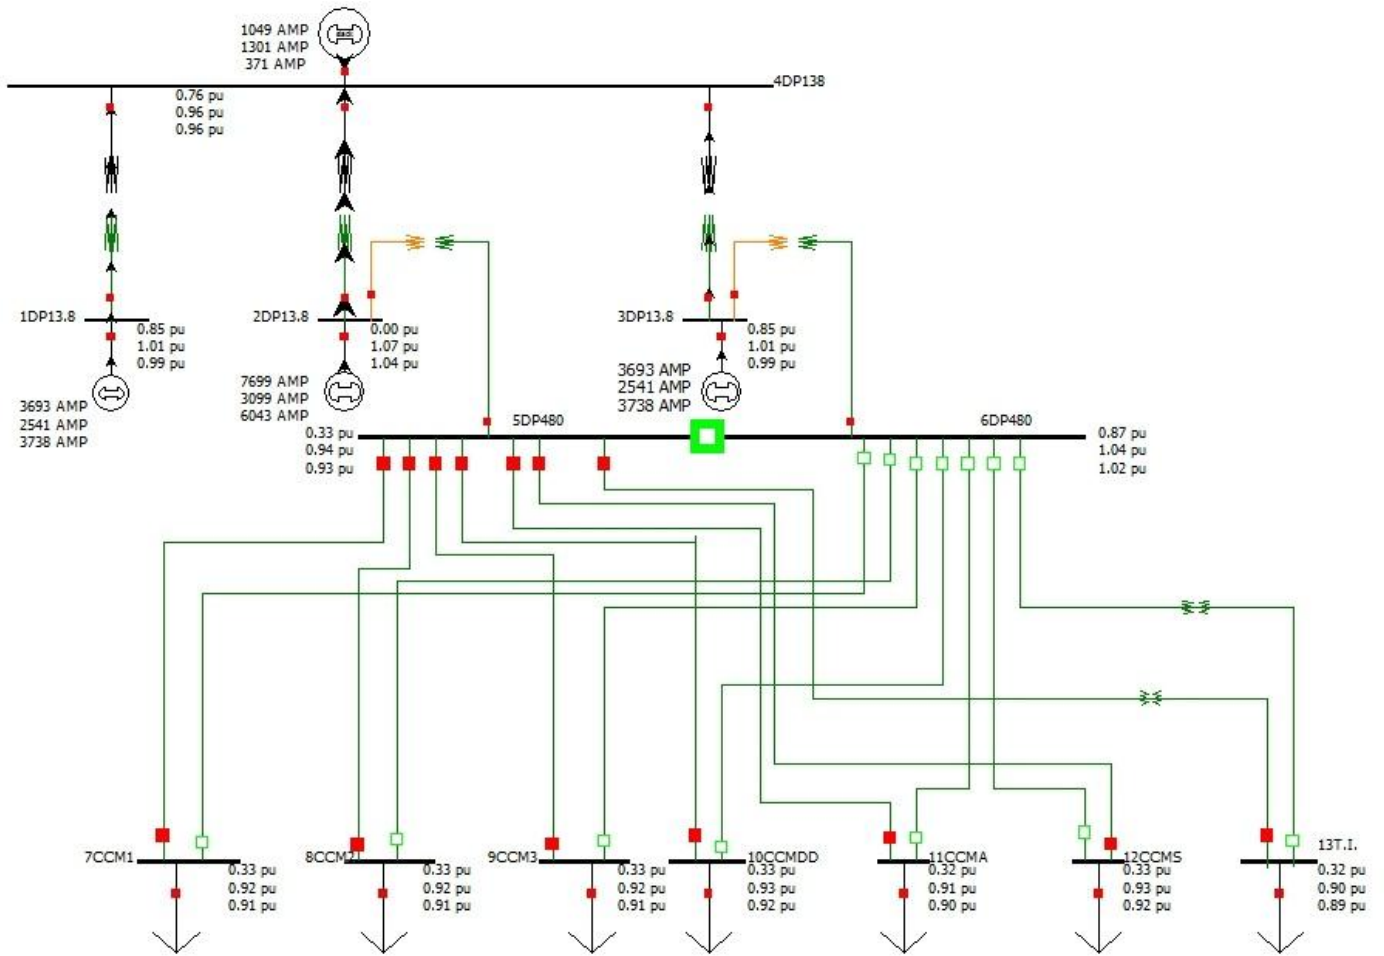 1049 AMP
1301 AMP
371 AMP
4DP138
0.76 pu
0.96 pu
0.96 pu
1DP13.8
0.85 pu
1.01 pu
0.99 pu
2DP13.8
0.00 pu
1.07 pu
1.04 pu
3DP13.8
0.85 pu
1.01 pu
0.99 pu
3693 AMP
2541 AMP
3738 AMP
7699 AMP
3099 AMP
6043 AMP
3693 AMP
2541 AMP
3738 AMP
5DP480
6DP480
0.33 pu
0.94 pu
0.93 pu
0.87 pu
1.04 pu
1.02 pu
7CCM1
0.33 pu
0.92 pu
0.91 pu
8CCM2
0.33 pu
0.92 pu
0.91 pu
9CCM3
0.33 pu
0.92 pu
0.91 pu
10CCMDD
0.33 pu
0.93 pu
0.92 pu
11CCMA
0.32 pu
0.91 pu
0.90 pu
12CCMS
0.33 pu
0.93 pu
0.92 pu
13T.I.
0.32 pu
0.90 pu
0.89 pu